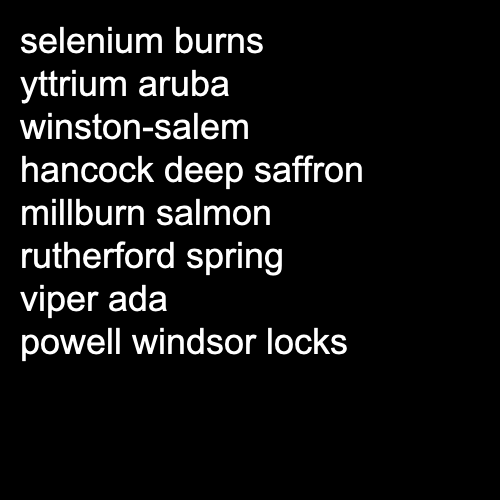 selenium burns
yttrium aruba
winston-salem
hancock deep saffron
millburn salmon
rutherford spring
viper ada
powell windsor locks